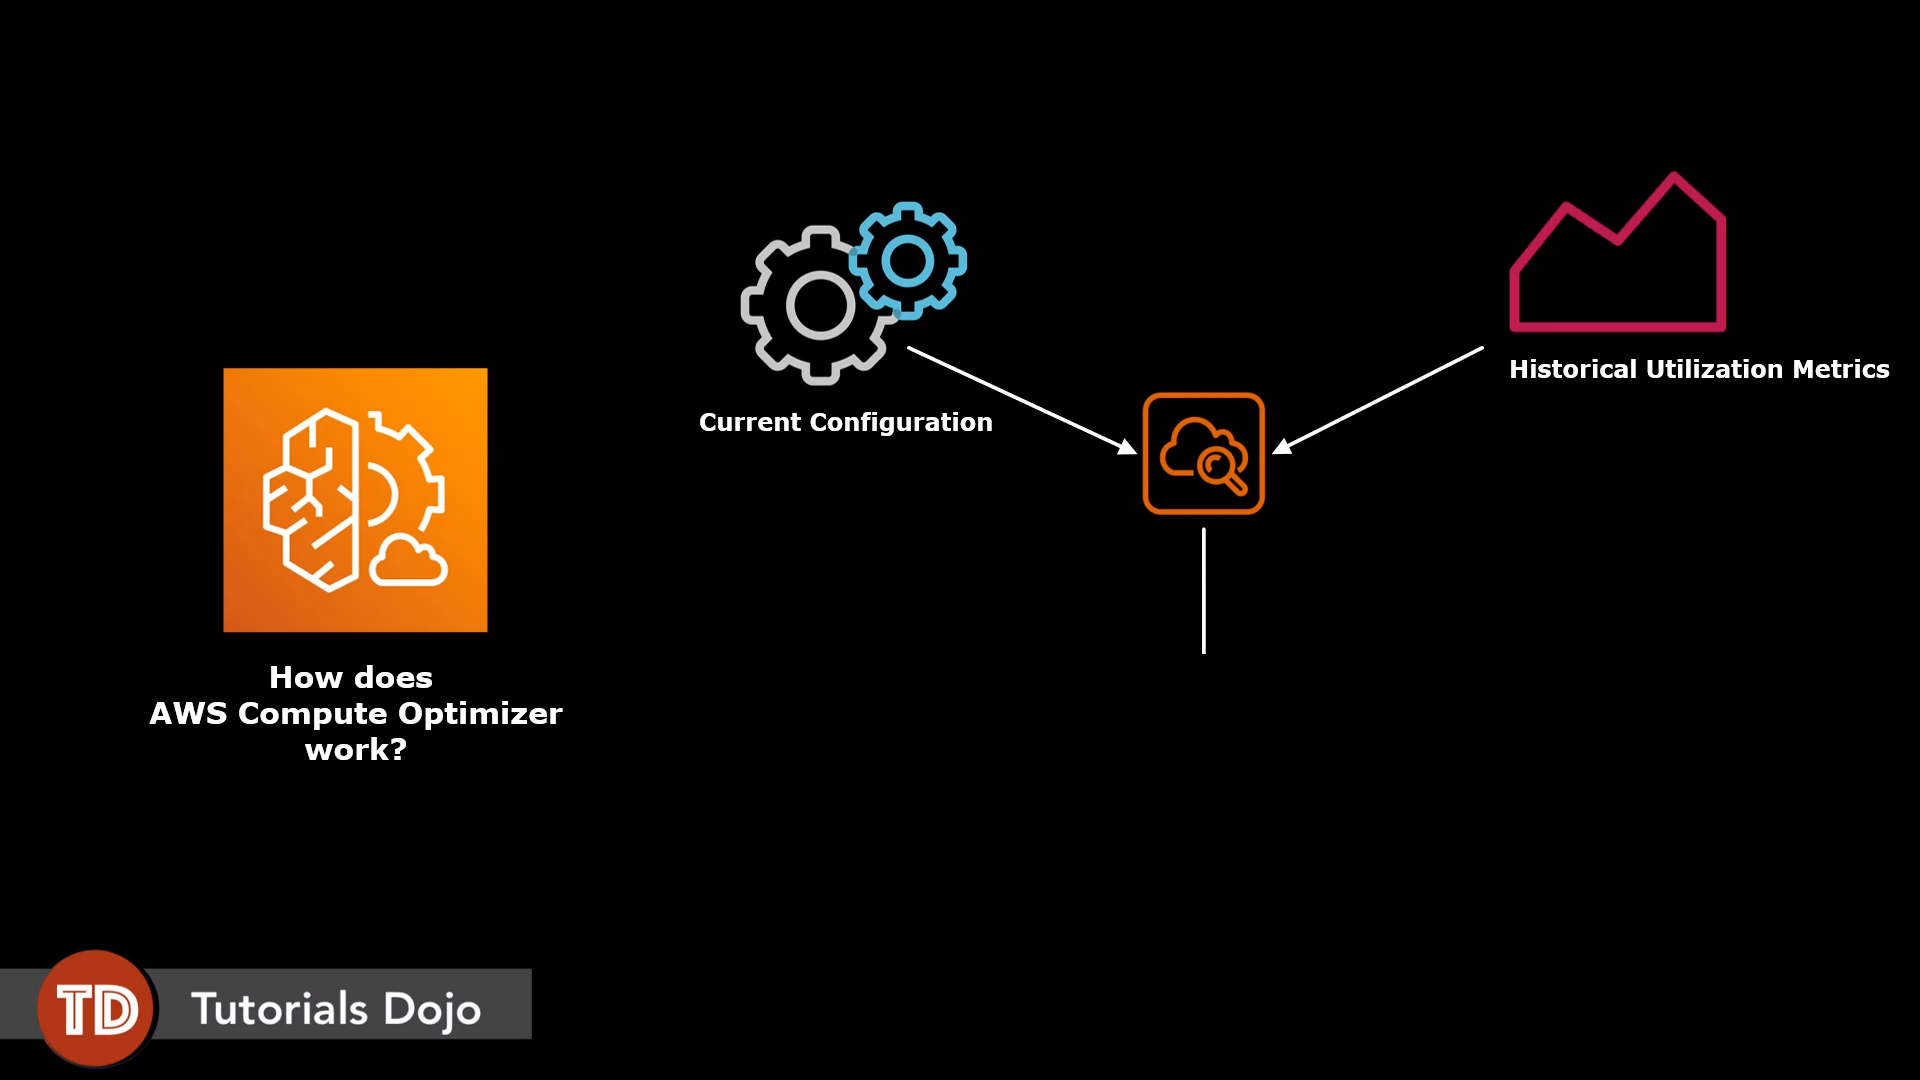 Historical Utilization Metrics
Current Configuration
How does
AWS Compute Optimizer
work?
TD
Tutorials Dojo